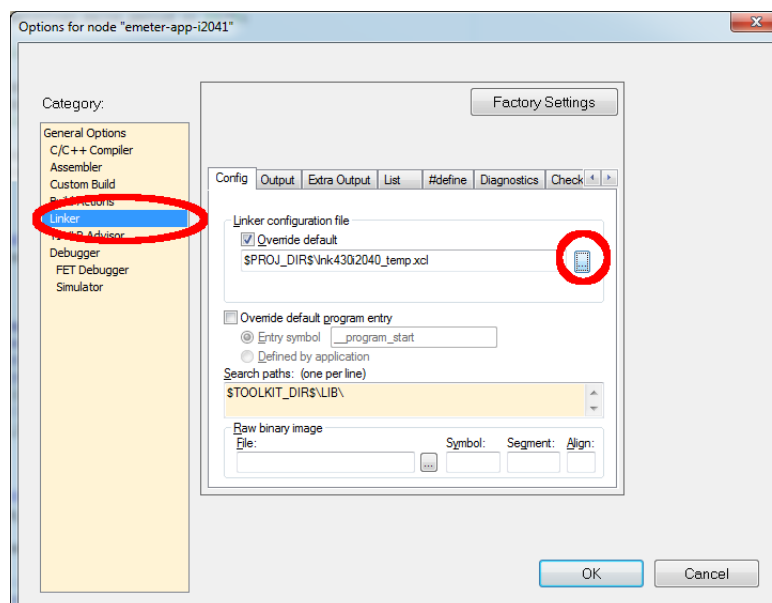 Options for node "emeter-app-i2041"
x
Category:
Factory Settings
General Options
C/C++ Compiler
Assembler
Custom Build
Build Actions
Linker
Advisor
Debugger
FET Debugger
Simulator
Config Output Extra Output List #define Diagnostics Check
Linker configuration file
Override default
$PROJ_DIR$\lnk430i2040_temp.xcl
...
Override default program entry
Entry symbol __program_start
Defined by application
Search paths: (one per line)
$TOOLKIT_DIR$\LIB\
Raw binary image
File: Symbol: Segment: Align:
...
OK Cancel